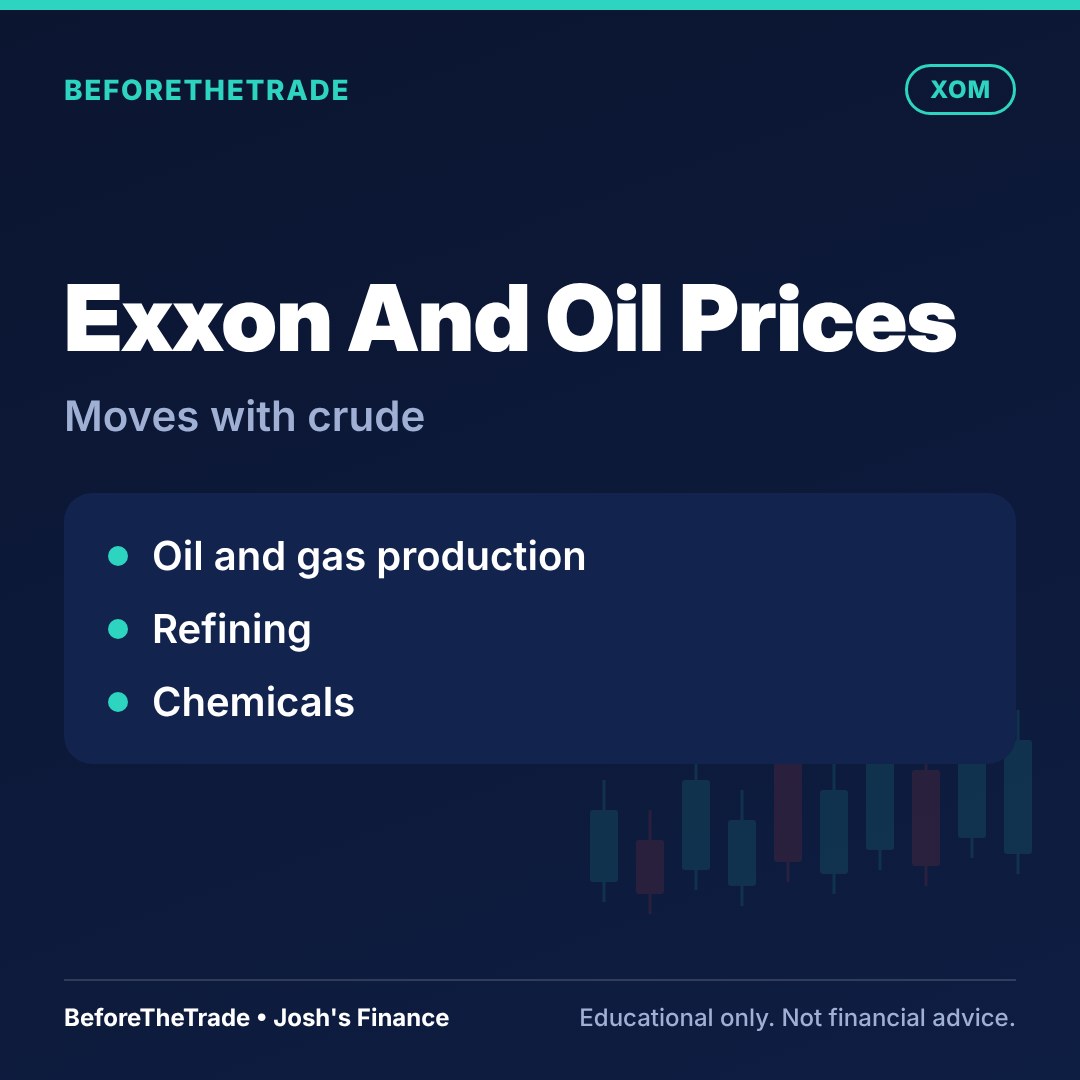 BEFORETHETRADE
XOM
Exxon And Oil Prices
Moves with crude
Oil and gas production
Refining
Chemicals
BeforeTheTrade • Josh's Finance
Educational only. Not financial advice.